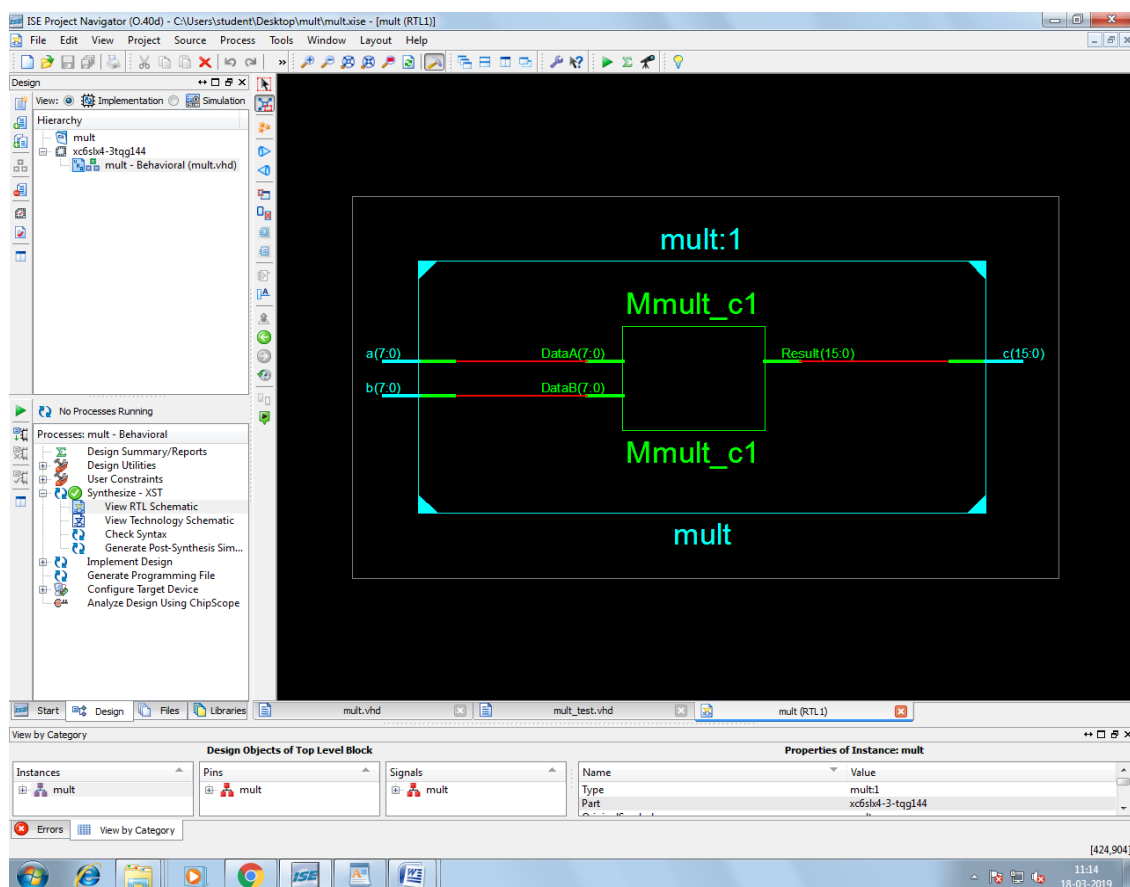 ISE Project Navigator (O.40d) - C:\Users\student\Desktop\mult\mult.xise - [mult (RTL1)]
File Edit View Project Source Process Tools Window Layout Help
Design
View: Implementation Simulation
Hierarchy
mult
xc6slx4-3tqg144
mult - Behavioral (mult.vhd)
No Processes Running
Processes: mult - Behavioral
Design Summary/Reports
Design Utilities
User Constraints
Synthesize - XST
View RTL Schematic
View Technology Schematic
Check Syntax
Generate Post-Synthesis Sim...
Implement Design
Generate Programming File
Configure Target Device
Analyze Design Using ChipScope
mult:1
Mmult_c1
a(7:0) DataA(7:0) Result(15:0) c(15:0)
b(7:0) DataB(7:0)
Mmult_c1
mult
Start Design Files Libraries mult.vhd mult_test.vhd mult (RTL1)
View by Category
Design Objects of Top Level Block Properties of Instance: mult
Instances Pins Signals Name Value
mult mult mult Type mult:1
Part xc6slx4-3-tqg144
Errors View by Category
[424,904]
ISE
11:14
18-03-2019